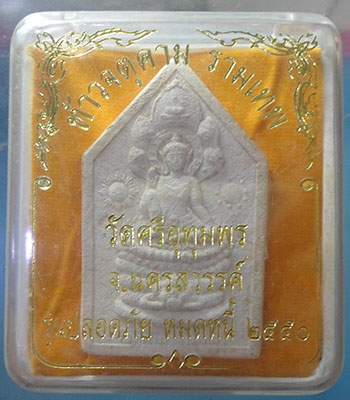 ท้าวจตุคาม รามเทพ
วัดศรีอุทุมพร
จ.นครสวรรค์
รุ่นปลอดภัย หมดหนี้ ๒๕๕๐